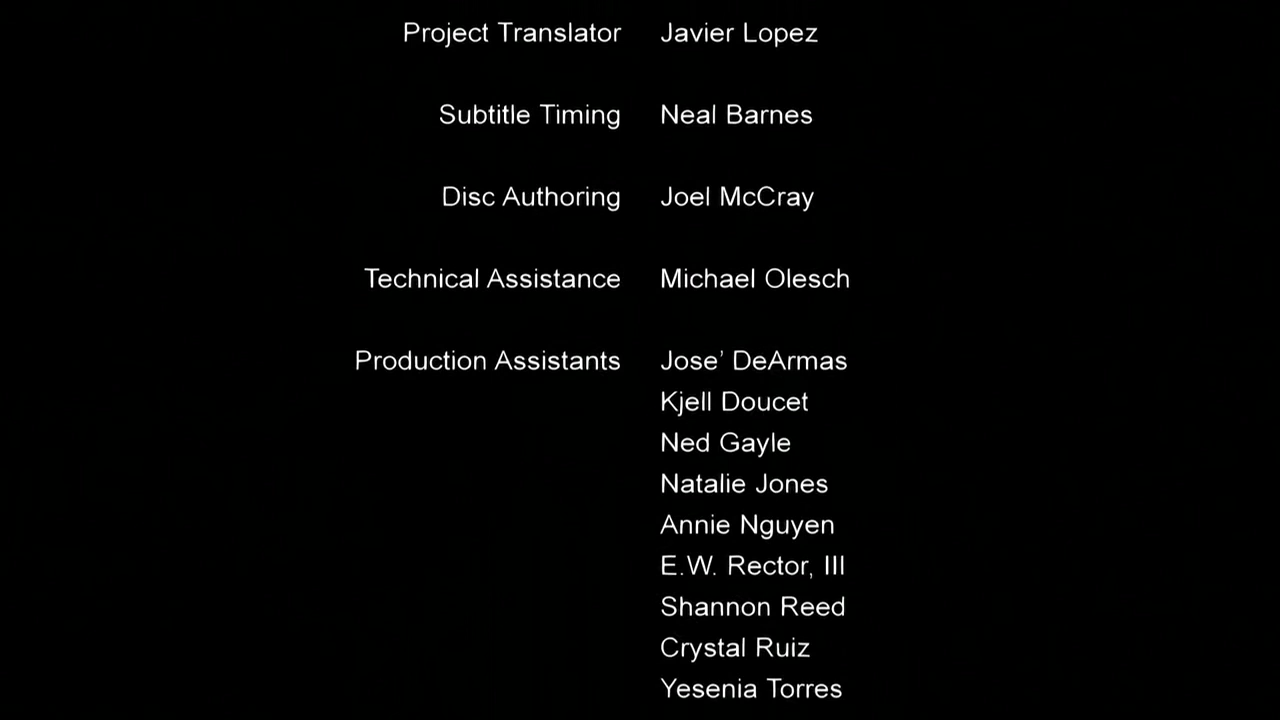 Project Translator Javier Lopez
Subtitle Timing Neal Barnes
Disc Authoring Joel McCray
Technical Assistance Michael Olesch
Production Assistants Jose’ DeArmas
Kjell Doucet
Ned Gayle
Natalie Jones
Annie Nguyen
E.W. Rector, III
Shannon Reed
Crystal Ruiz
Yesenia Torres